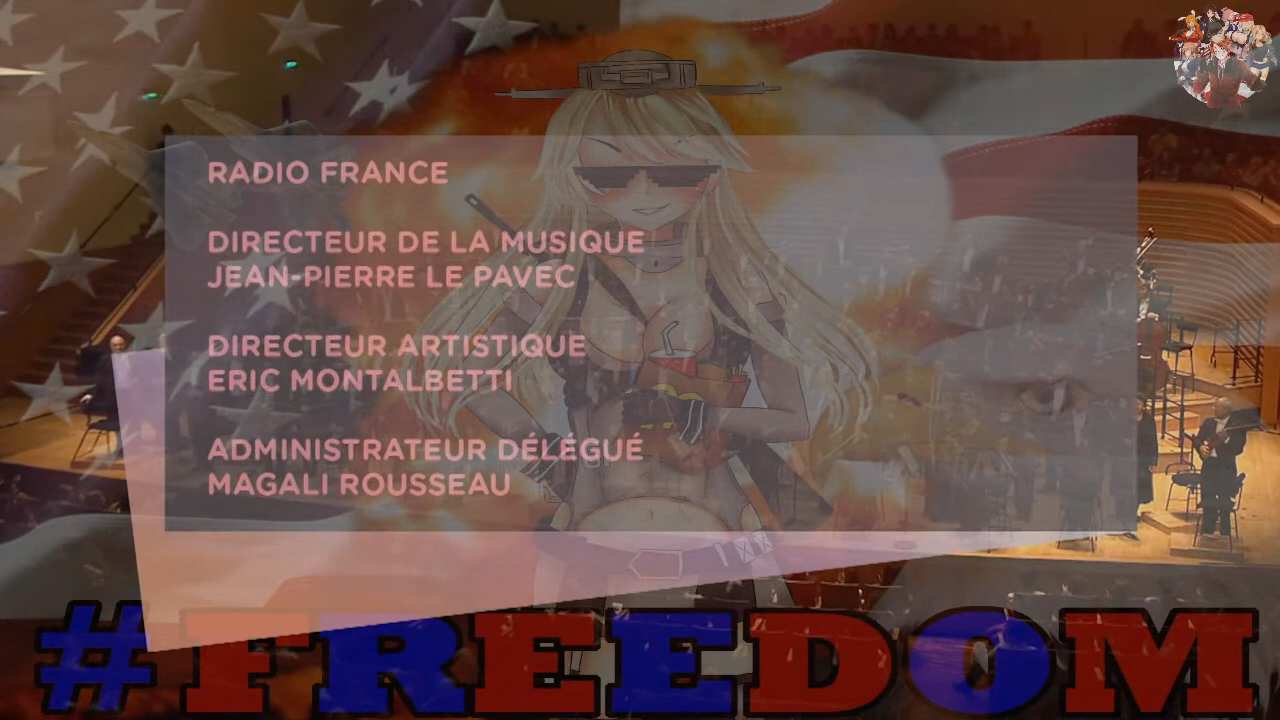 RADIO FRANCE
DIRECTEUR DE LA MUSIQUE
JEAN-PIERRE LE PAVEC
DIRECTEUR ARTISTIQUE
ERIC MONTALBETTI
ADMINISTRATEUR DÉLÉGUÉ
MAGALI ROUSSEAU
#FREEDOM